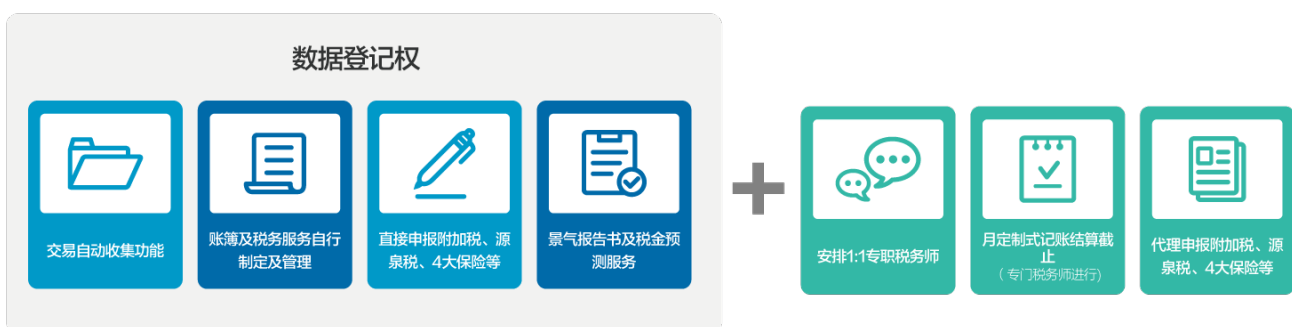 数据登记权
交易自动收集功能
账簿及税务服务自行
制定及管理
直接申报附加税、源
泉税、4大保险等
景气报告书及税金预
测服务
安排1:1专职税务师
月定制式记账结算截
止
（专门税务师进行)
代理申报附加税、源
泉税、4大保险等